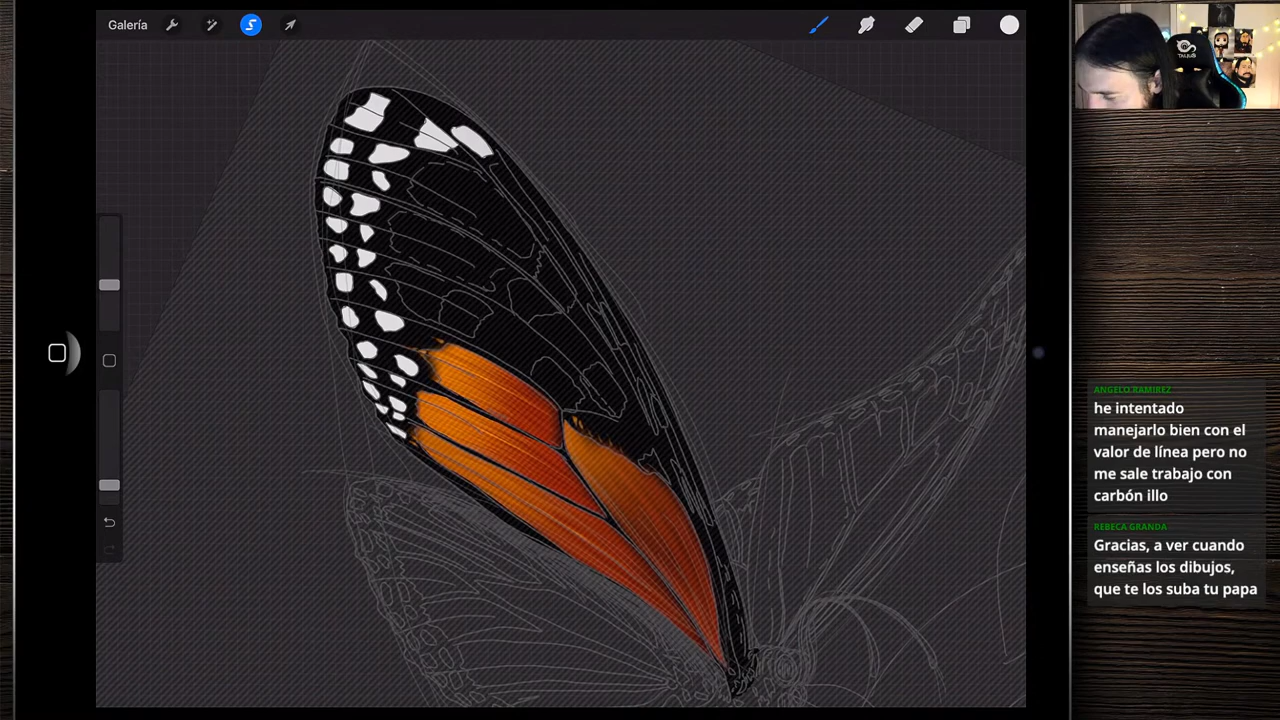 Galería
ANGELO RAMIREZ
he intentado
manejarlo bien con el
valor de línea pero no
me sale trabajo con
carbón illo
REBECA GRANDA
Gracias, a ver cuando
enseñas los dibujos,
que te los suba tu papa